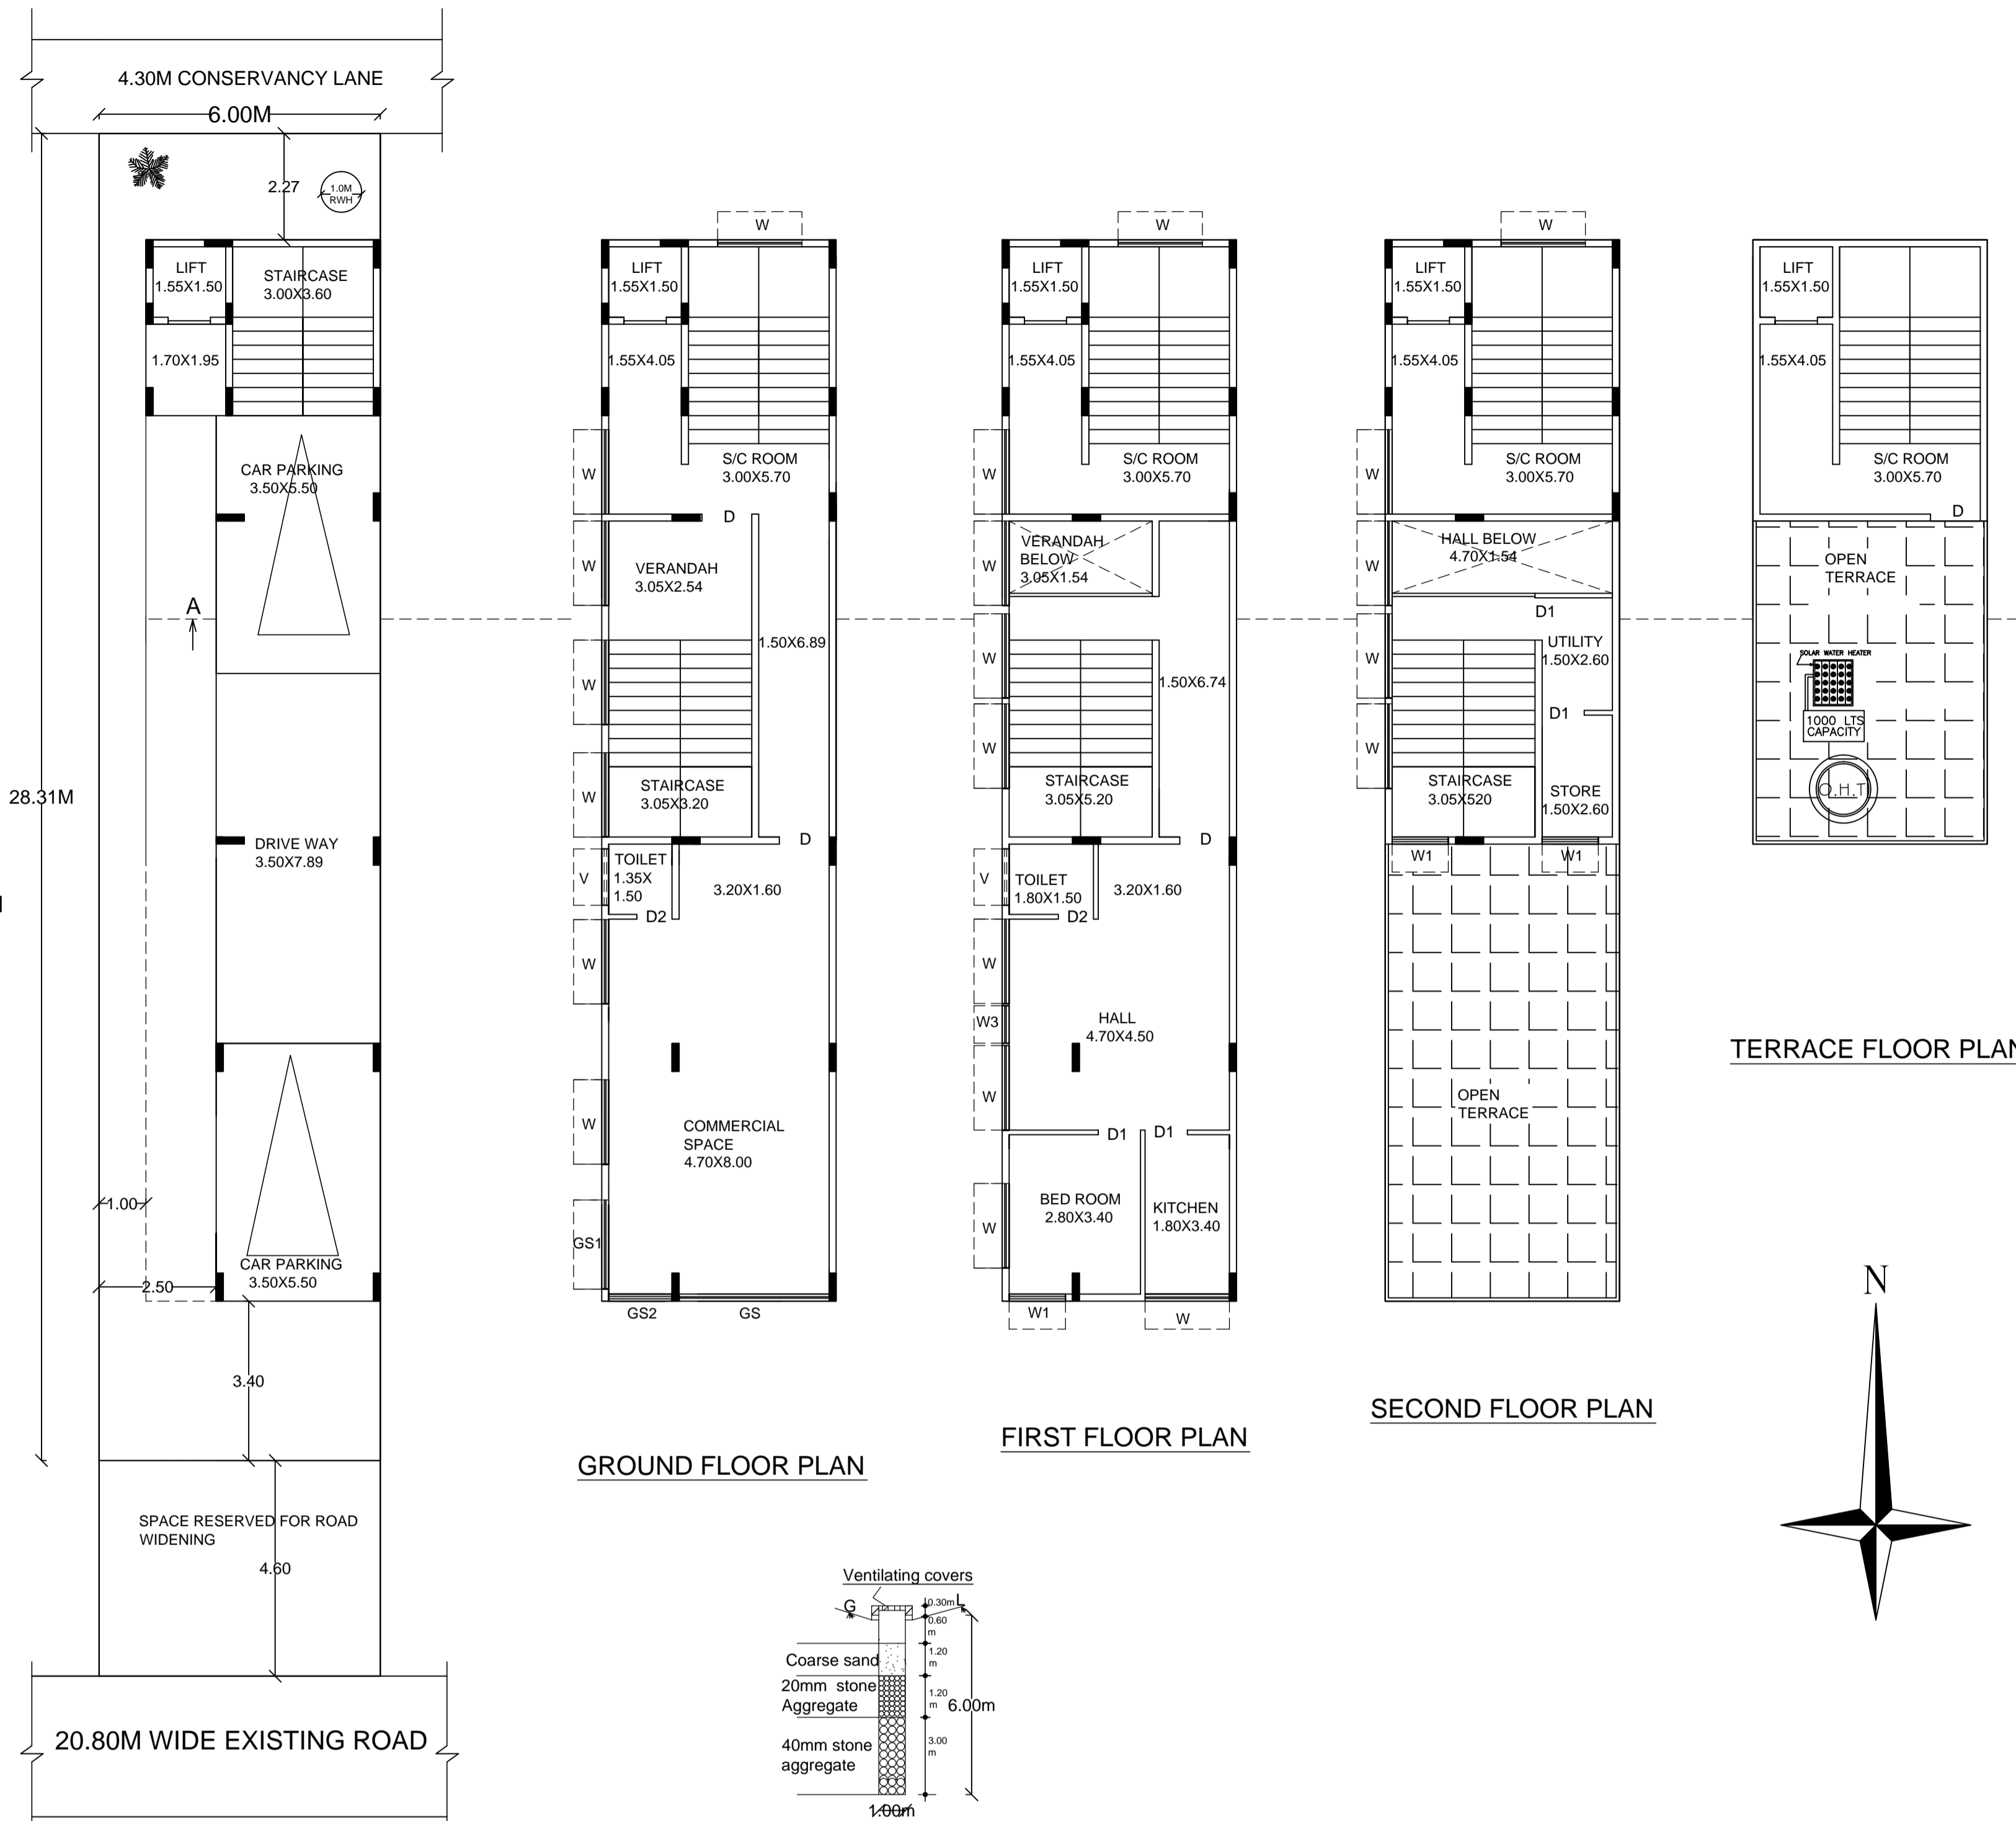 4.30M CONSERVANCY LANE
6.00M
2.27
1.0M
RWH
LIFT
1.55X1.50
STAIRCASE
3.00X3.60
1.70X1.95
CAR PARKING
3.50X5.50
A
28.31M
DRIVE WAY
3.50X7.89
1.00
CAR PARKING
3.50X5.50
2.50
3.40
SPACE RESERVED FOR ROAD
WIDENING
4.60
20.80M WIDE EXISTING ROAD
W
LIFT
1.55X1.50
1.55X4.05
S/C ROOM
3.00X5.70
W
D
W
VERANDAH
3.05X2.54
1.50X6.89
W
W
STAIRCASE
3.05X3.20
D
V
TOILET
1.35X
1.50
3.20X1.60
D2
W
W
COMMERCIAL
SPACE
4.70X8.00
GS1
GS2
GS
GROUND FLOOR PLAN
W
LIFT
1.55X1.50
1.55X4.05
S/C ROOM
3.00X5.70
W
W
VERANDAH
BELOW
3.05X1.54
W
1.50X6.74
W
STAIRCASE
3.05X5.20
D
V
TOILET
1.80X1.50
3.20X1.60
D2
W
W3
HALL
4.70X4.50
W
D1
D1
W
BED ROOM
2.80X3.40
KITCHEN
1.80X3.40
W1
W
FIRST FLOOR PLAN
W
LIFT
1.55X1.50
1.55X4.05
S/C ROOM
3.00X5.70
W
W
HALL BELOW
4.70X1.54
D1
W
UTILITY
1.50X2.60
D1
W
STAIRCASE
3.05X520
STORE
1.50X2.60
W1
W1
OPEN
TERRACE
SECOND FLOOR PLAN
LIFT
1.55X1.50
1.55X4.05
S/C ROOM
3.00X5.70
D
OPEN
TERRACE
SOLAR WATER HEATER
1000 LTS
CAPACITY
O.H.T
TERRACE FLOOR PLAN
N
Ventilating covers
G
L
0.30m
0.60
m
Coarse sand
1.20
m
20mm stone
Aggregate
1.20
m
6.00m
40mm stone
aggregate
3.00
m
1.00m